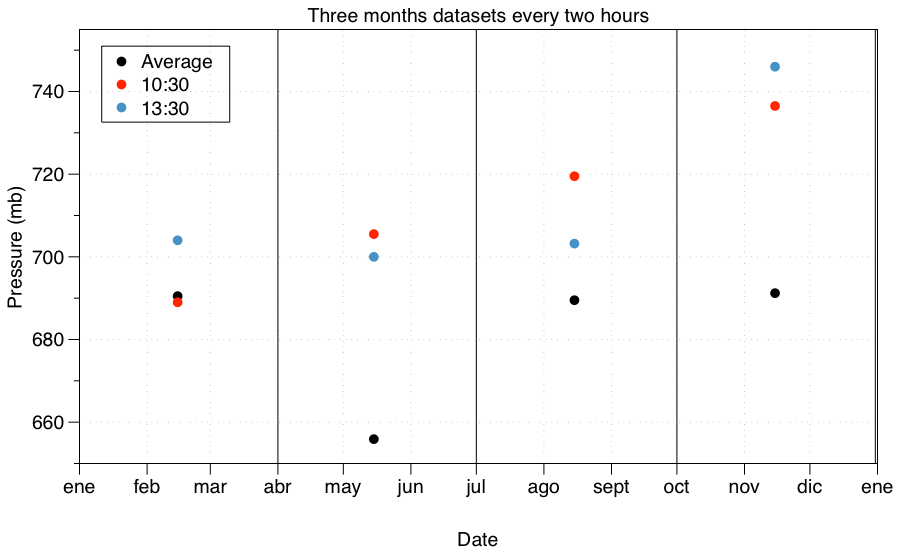 Three months datasets every two hours
Average
10:30
13:30
Pressure (mb)
740
720
700
680
660
ene feb mar abr may jun jul ago sept oct nov dic ene
Date